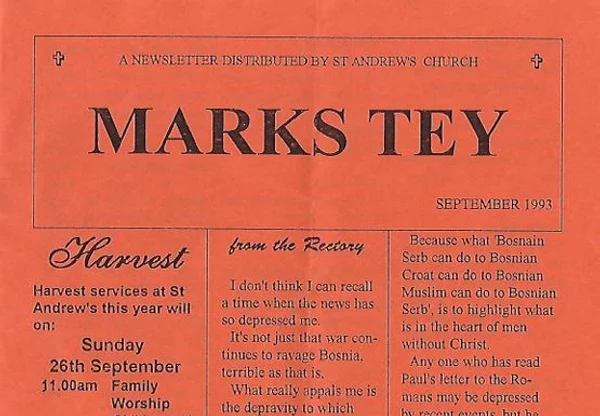 A NEWSLETTER DISTRIBUTED BY ST ANDREW'S CHURCH
MARKS TEY
SEPTEMBER 1993
Harvest
Harvest services at St
Andrew's this year will
on:
Sunday
26th September
11.00am Family
Worship
from the Rectory
I don't think I can recall
a time when the news has
so depressed me.
It's not just that war con-
tinues to ravage Bosnia,
terrible as that is.
What really appals me is
the depravity to which
Because what 'Bosnain
Serb can do to Bosnian
Croat can do to Bosnian
Muslim can do to Bosnian
Serb', is to highlight what
is in the heart of men
without Christ.
Any one who has read
Paul's letter to the Ro-
mans may be depressed
by recent events, but he